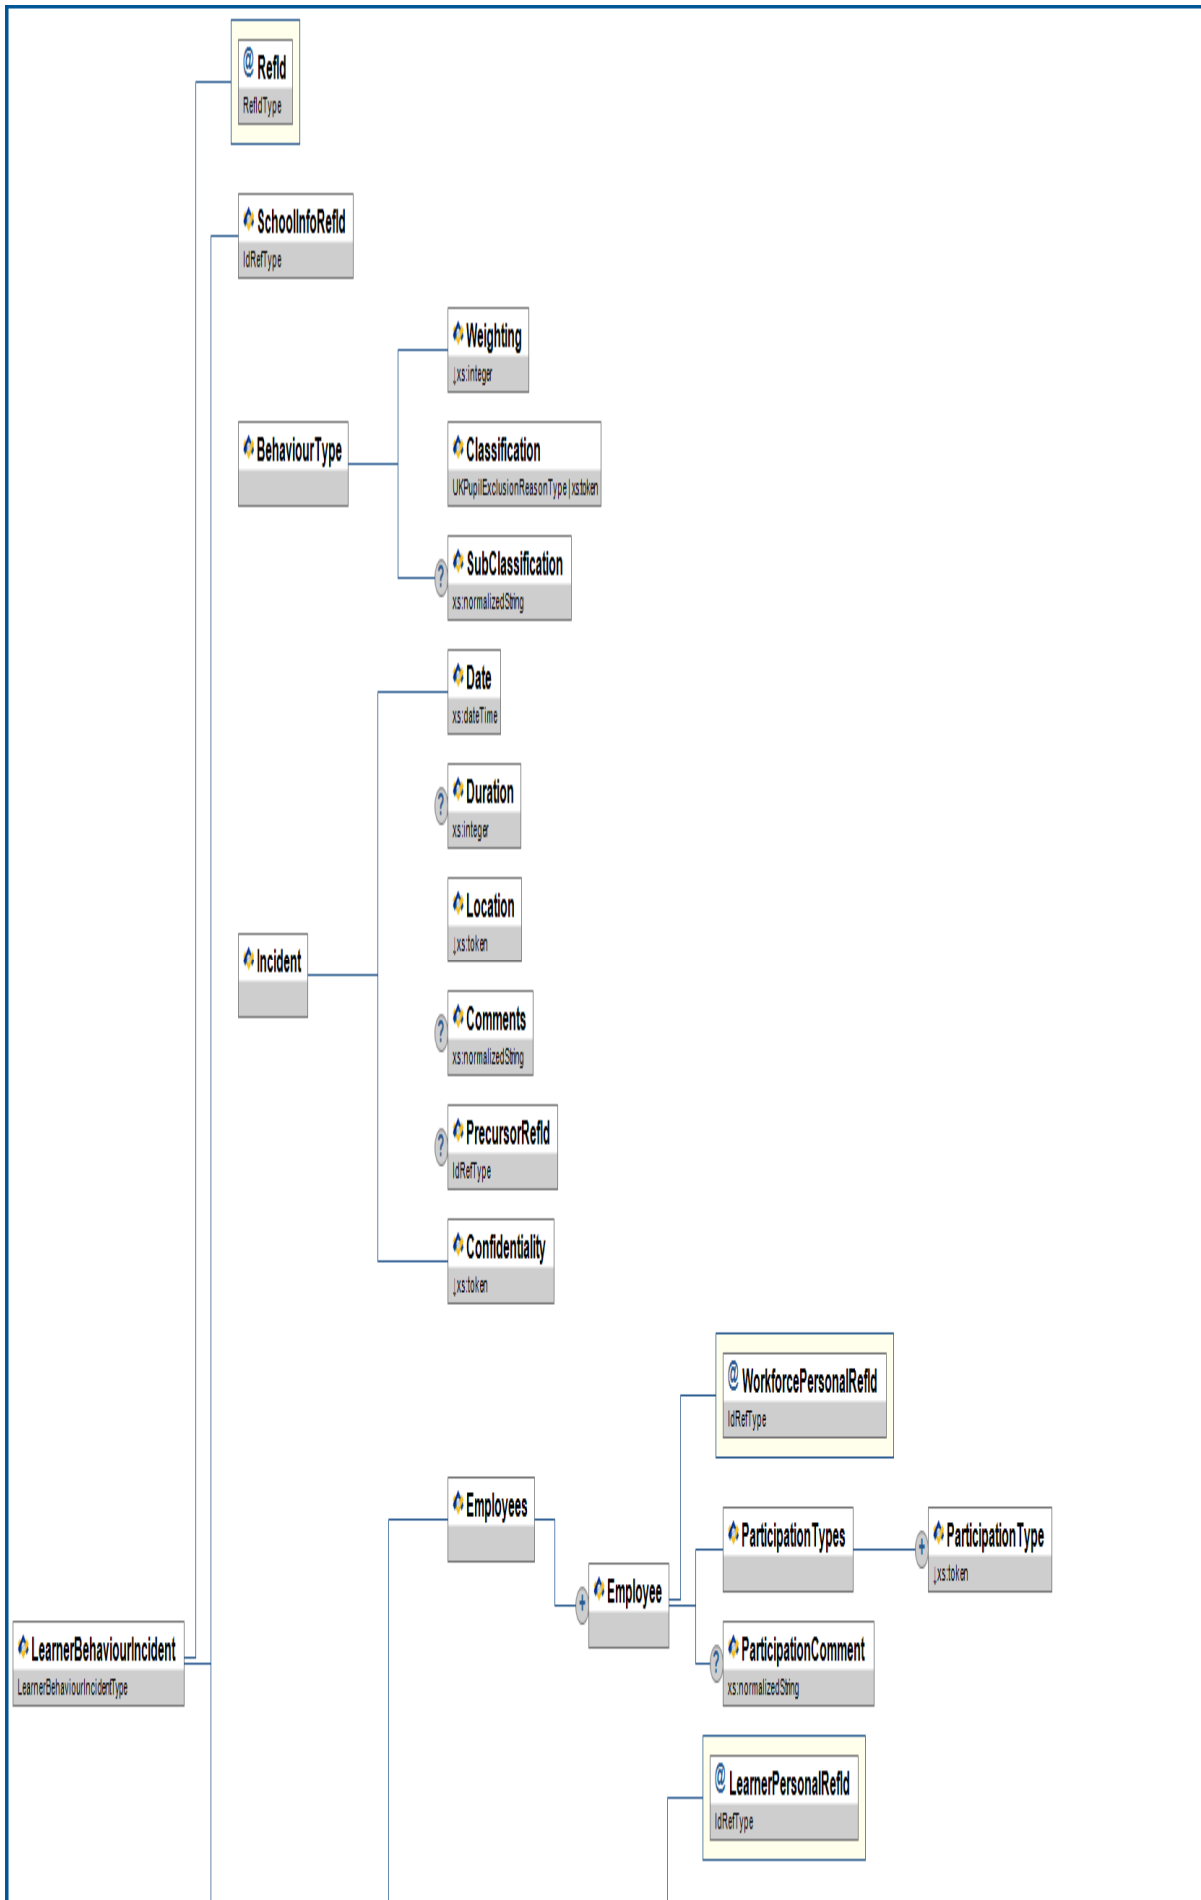 @ RefId
RefIdType
SchoolInfoRefId
IdRefType
Weighting
↓xs:integer
BehaviourType
Classification
UKPupilExclusionReasonType|xs:token
?
SubClassification
xs:normalizedString
Date
xs:dateTime
?
Duration
xs:integer
Location
↓xs:token
Incident
?
Comments
xs:normalizedString
?
PrecursorRefId
IdRefType
Confidentiality
↓xs:token
@ WorkforcePersonalRefId
IdRefType
Employees
+
Employee
ParticipationTypes
+
ParticipationType
↓xs:token
LearnerBehaviourIncident
LearnerBehaviourIncidentType
?
ParticipationComment
xs:normalizedString
@ LearnerPersonalRefId
IdRefType